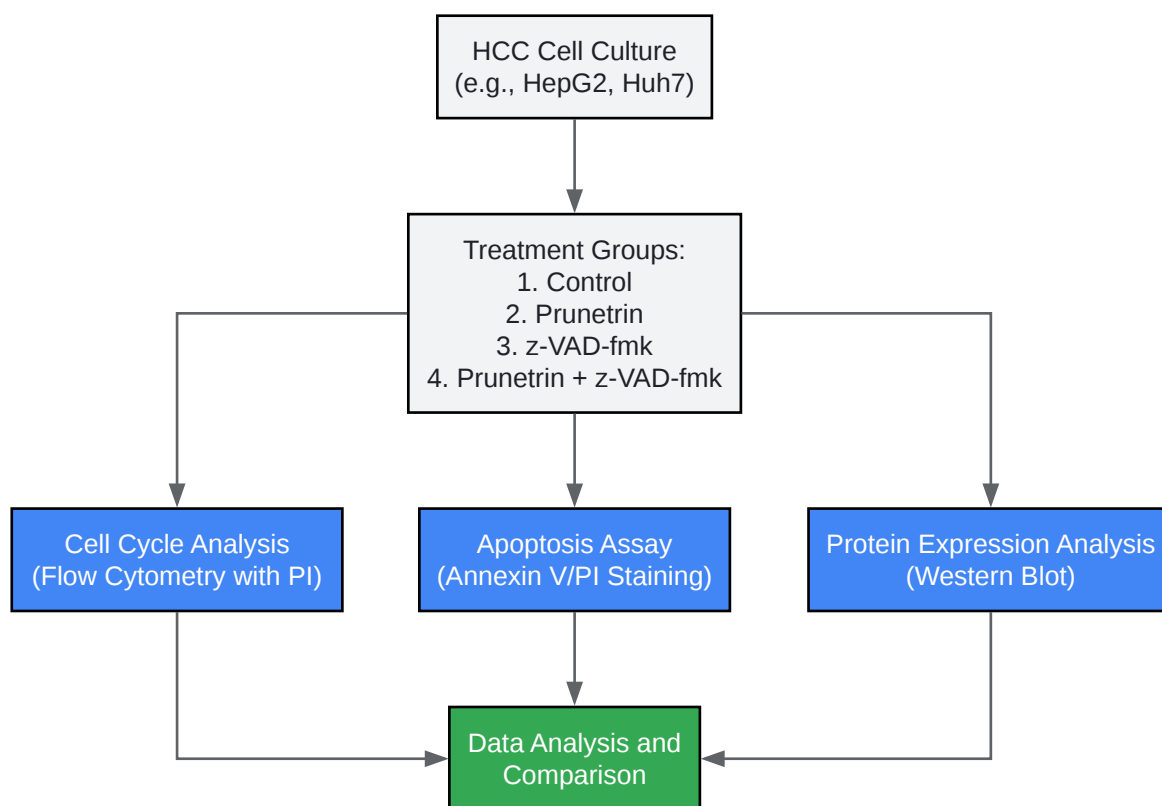 HCC Cell Culture
(e.g., HepG2, Huh7)
Treatment Groups:
1. Control
2. Prunetrin
3. z-VAD-fmk
4. Prunetrin + z-VAD-fmk
Cell Cycle Analysis
(Flow Cytometry with PI)
Apoptosis Assay
(Annexin V/PI Staining)
Protein Expression Analysis
(Western Blot)
Data Analysis and
Comparison